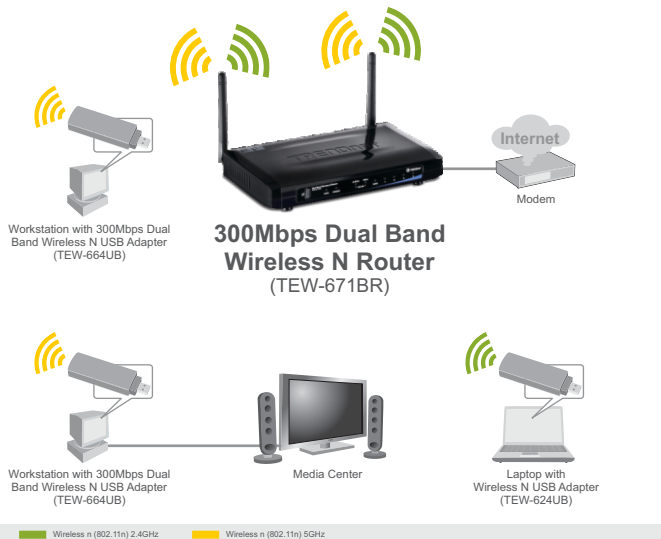 Internet
Modem
Workstation with 300Mbps Dual
Band Wireless N USB Adapter
(TEW-664UB)
TRENDNET
300Mbps Dual Band
Wireless N Router
(TEW-671BR)
Workstation with 300Mbps Dual
Band Wireless N USB Adapter
(TEW-664UB)
Media Center
Laptop with
Wireless N USB Adapter
(TEW-624UB)
Wireless n (802.11n) 2.4GHz
Wireless n (802.11n) 5GHz